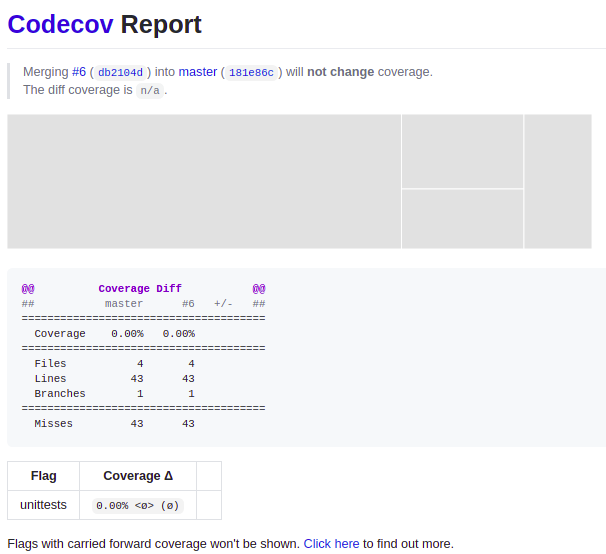 Codecov Report
Merging #6 ( db2104d ) into master ( 181e86c ) will not change coverage.
The diff coverage is n/a .
@@ Coverage Diff @@
## master #6 +/- ##
======================================
Coverage 0.00% 0.00%
======================================
Files 4 4
Lines 43 43
Branches 1 1
======================================
Misses 43 43
Flag Coverage Δ
unittests 0.00% <ø> (ø)
Flags with carried forward coverage won't be shown. Click here to find out more.